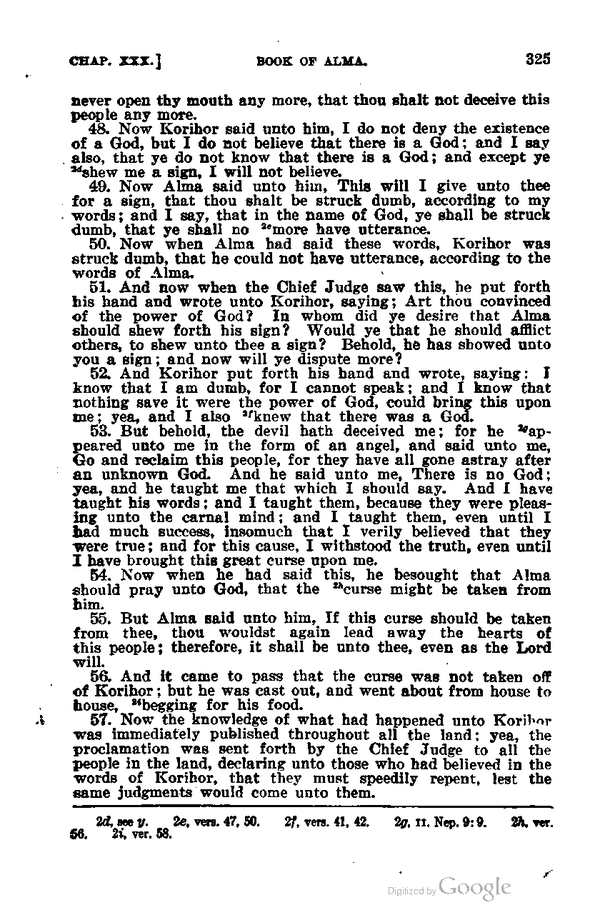 CHAP. XXX.] BOOK OF ALMA. 325
never open thy mouth any more, that thou shalt not deceive this
people any more.
48. Now Korihor said unto him, I do not deny the existence
of a God, but I do not believe that there is a God; and I say
also, that ye do not know that there is a God; and except ye
2dshew me a sign, I will not believe.
49. Now Alma said unto him, This will I give unto thee
for a sign, that thou shalt be struck dumb, according to my
words; and I say, that in the name of God, ye shall be struck
dumb, that ye shall no 2emore have utterance.
50. Now when Alma had said these words, Korihor was
struck dumb, that he could not have utterance, according to the
words of Alma.
51. And now when the Chief Judge saw this, he put forth
his hand and wrote unto Korihor, saying; Art thou convinced
of the power of God? In whom did ye desire that Alma
should shew forth his sign? Would ye that he should afflict
others, to shew unto thee a sign? Behold, he has showed unto
you a sign; and now will ye dispute more?
52. And Korihor put forth his hand and wrote, saying: I
know that I am dumb, for I cannot speak; and I know that
nothing save it were the power of God, could bring this upon
me; yea, and I also 2fknew that there was a God.
53. But behold, the devil hath deceived me; for he 2gap-
peared unto me in the form of an angel, and said unto me,
Go and reclaim this people, for they have all gone astray after
an unknown God. And he said unto me, There is no God;
yea, and he taught me that which I should say. And I have
taught his words; and I taught them, because they were pleas-
ing unto the carnal mind; and I taught them, even until I
had much success, insomuch that I verily believed that they
were true; and for this cause, I withstood the truth, even until
I have brought this great curse upon me.
54. Now when he had said this, he besought that Alma
should pray unto God, that the 2hcurse might be taken from
him.
55. But Alma said unto him, If this curse should be taken
from thee, thou wouldst again lead away the hearts of
this people; therefore, it shall be unto thee, even as the Lord
will.
56. And it came to pass that the curse was not taken off
of Korihor; but he was cast out, and went about from house to
house, 2ibegging for his food.
57. Now the knowledge of what had happened unto Korihor
was immediately published throughout all the land; yea, the
proclamation was sent forth by the Chief Judge to all the
people in the land, declaring unto those who had believed in the
words of Korihor, that they must speedily repent, lest the
same judgments would come unto them.
2d, see y. 2e, vers. 47, 50. 2f, vers. 41, 42. 2g, II. Nep. 9:9. 2h, ver.
56. 2i, ver. 58.
Digitized by Google